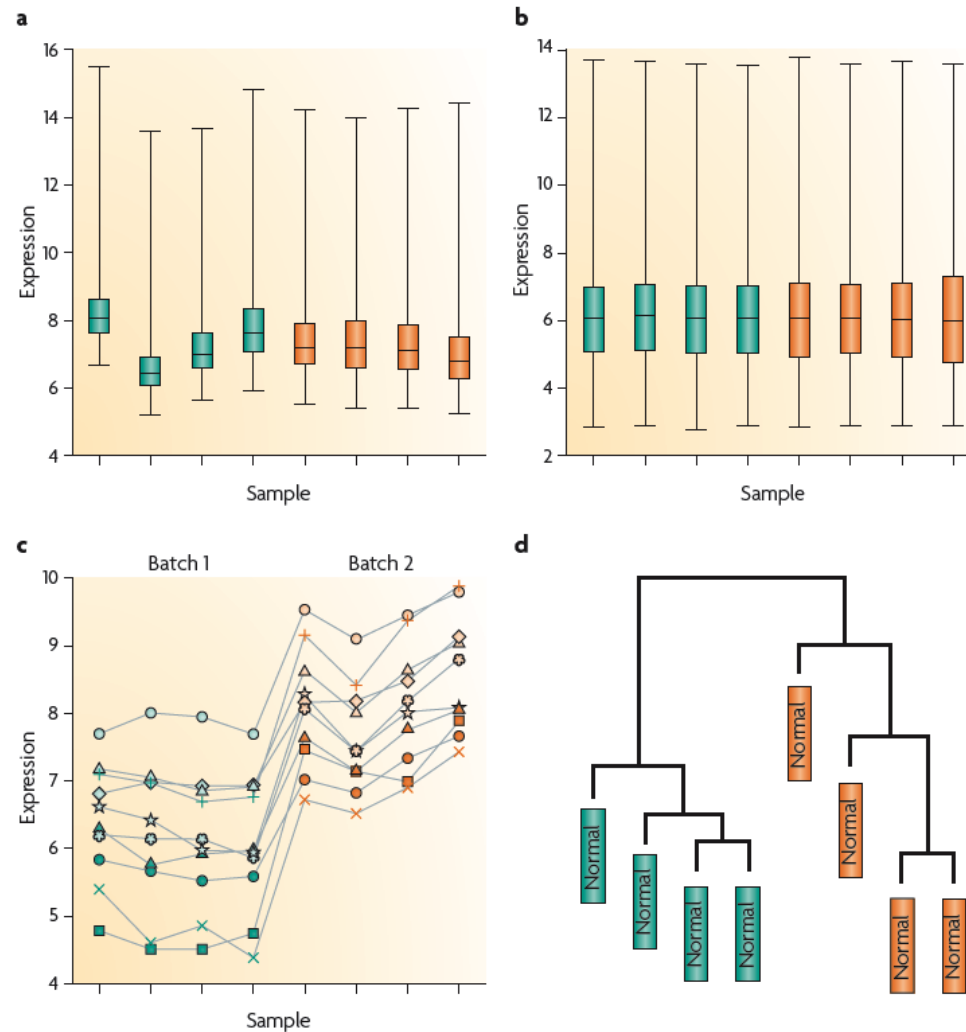 a
16
14
12
10
8
6
4
Expression
Sample
b
14
12
10
8
6
4
2
Expression
Sample
c
Batch 1
Batch 2
10
9
8
7
6
5
4
Expression
Sample
d
Normal
Normal
Normal
Normal
Normal
Normal
Normal
Normal